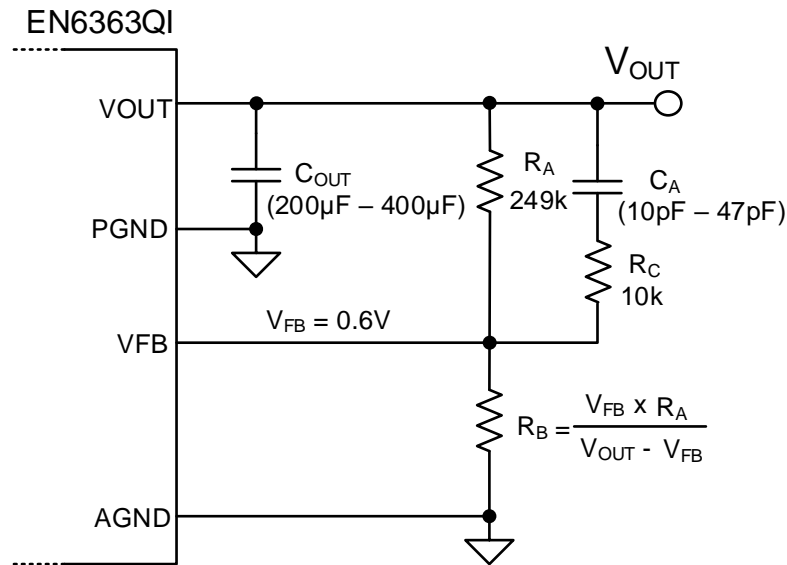 EN6363QI
VOUT
VOUT
COUT
(200µF – 400µF)
RA
249k
CA
(10pF – 47pF)
PGND
RC
10k
VFB = 0.6V
VFB
RB = VFB x RA
VOUT - VFB
AGND